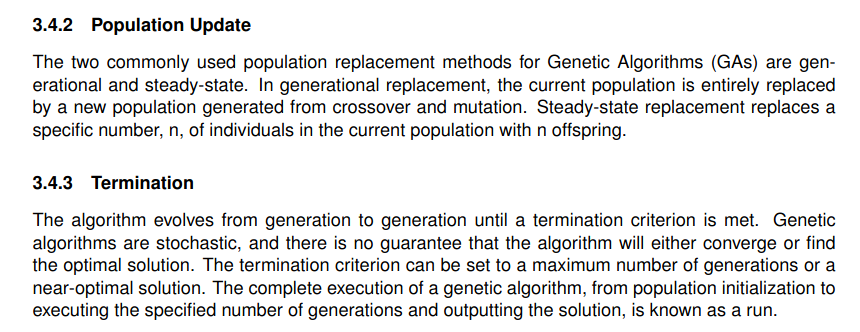 3.4.2 Population Update
The two commonly used population replacement methods for Genetic Algorithms (GAs) are gen-
erational and steady-state. In generational replacement, the current population is entirely replaced
by a new population generated from crossover and mutation. Steady-state replacement replaces a
specific number, n, of individuals in the current population with n offspring.
3.4.3 Termination
The algorithm evolves from generation to generation until a termination criterion is met. Genetic
algorithms are stochastic, and there is no guarantee that the algorithm will either converge or find
the optimal solution. The termination criterion can be set to a maximum number of generations or a
near-optimal solution. The complete execution of a genetic algorithm, from population initialization to
executing the specified number of generations and outputting the solution, is known as a run.